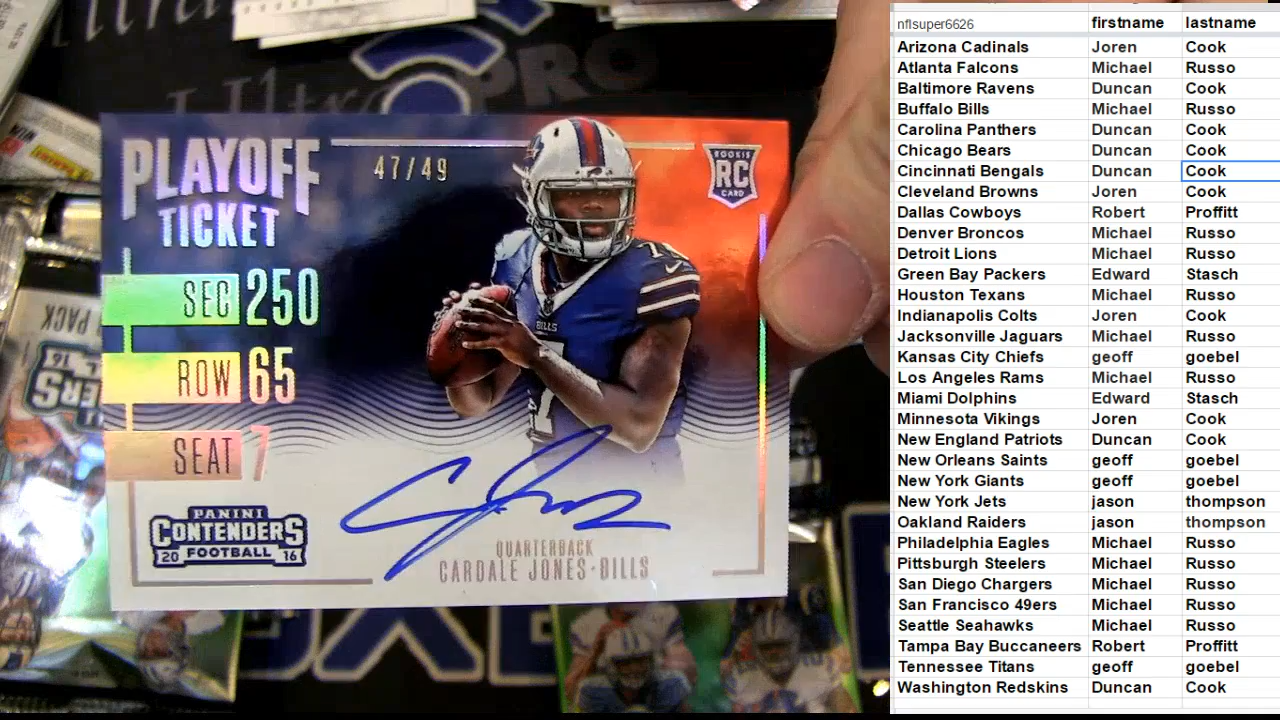 PRO
PLAYOFF
TICKET
47/49
ROOKIE
RC
CARD
SEC 250
ROW 65
SEAT 7
BILLS
7
PANINI
CONTENDERS
20 FOOTBALL 16
QUARTERBACK
CARDALE JONES • BILLS
PACK
nflsuper6626 firstname lastname
Arizona Cadinals Joren Cook
Atlanta Falcons Michael Russo
Baltimore Ravens Duncan Cook
Buffalo Bills Michael Russo
Carolina Panthers Duncan Cook
Chicago Bears Duncan Cook
Cincinnati Bengals Duncan Cook
Cleveland Browns Joren Cook
Dallas Cowboys Robert Proffitt
Denver Broncos Michael Russo
Detroit Lions Michael Russo
Green Bay Packers Edward Stasch
Houston Texans Michael Russo
Indianapolis Colts Joren Cook
Jacksonville Jaguars Michael Russo
Kansas City Chiefs geoff goebel
Los Angeles Rams Michael Russo
Miami Dolphins Edward Stasch
Minnesota Vikings Joren Cook
New England Patriots Duncan Cook
New Orleans Saints geoff goebel
New York Giants geoff goebel
New York Jets jason thompson
Oakland Raiders jason thompson
Philadelphia Eagles Michael Russo
Pittsburgh Steelers Michael Russo
San Diego Chargers Michael Russo
San Francisco 49ers Michael Russo
Seattle Seahawks Michael Russo
Tampa Bay Buccaneers Robert Proffitt
Tennessee Titans geoff goebel
Washington Redskins Duncan Cook